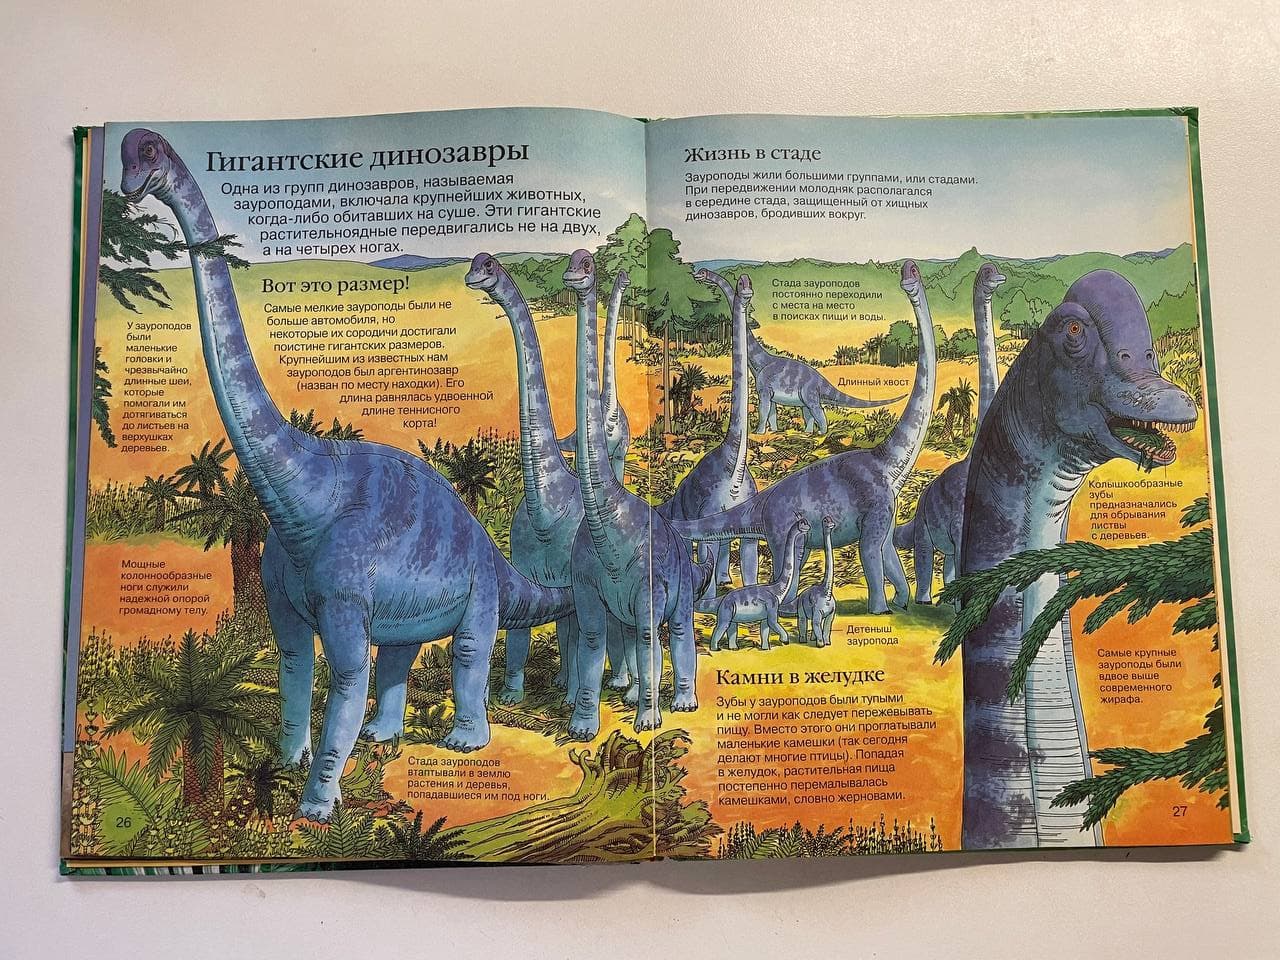 Гигантские динозавры
Одна из групп динозавров, называемая
зауроподами, включала крупнейших животных,
когда-либо обитавших на суше. Эти гигантские
растительноядные передвигались не на двух,
а на четырех ногах.
Вот это размер!
Самые мелкие зауроподы были не
больше автомобиля, но
некоторые их сородичи достигали
поистине гигантских размеров.
Крупнейшим из известных нам
зауроподов был аргентинозавр
(назван по месту находки). Его
длина равнялась удвоенной
длине теннисного
корта!
У зауроподов
были
маленькие
головки и
чрезвычайно
длинные шеи,
которые
помогали им
дотягиваться
до листьев на
верхушках
деревьев.
Мощные
колоннообразные
ноги служили
надежной опорой
громадному телу.
Стада зауроподов
втаптывали в землю
растения и деревья,
попадавшиеся им под ноги.
26
Жизнь в стаде
Зауроподы жили большими группами, или стадами.
При передвижении молодняк располагался
в середине стада, защищенный от хищных
динозавров, бродивших вокруг.
Стада зауроподов
постоянно переходили
с места на место
в поисках пищи и воды.
Длинный хвост
Колышкообразные
зубы
предназначались
для обрывания
листвы
с деревьев.
Детеныш
зауропода
Камни в желудке
Зубы у зауроподов были тупыми
и не могли как следует пережевывать
пищу. Вместо этого они проглатывали
маленькие камешки (так сегодня
делают многие птицы). Попадая
в желудок, растительная пища
постепенно перемалывалась
камешками, словно жерновами.
Самые крупные
зауроподы были
вдвое выше
современного
жирафа.
27